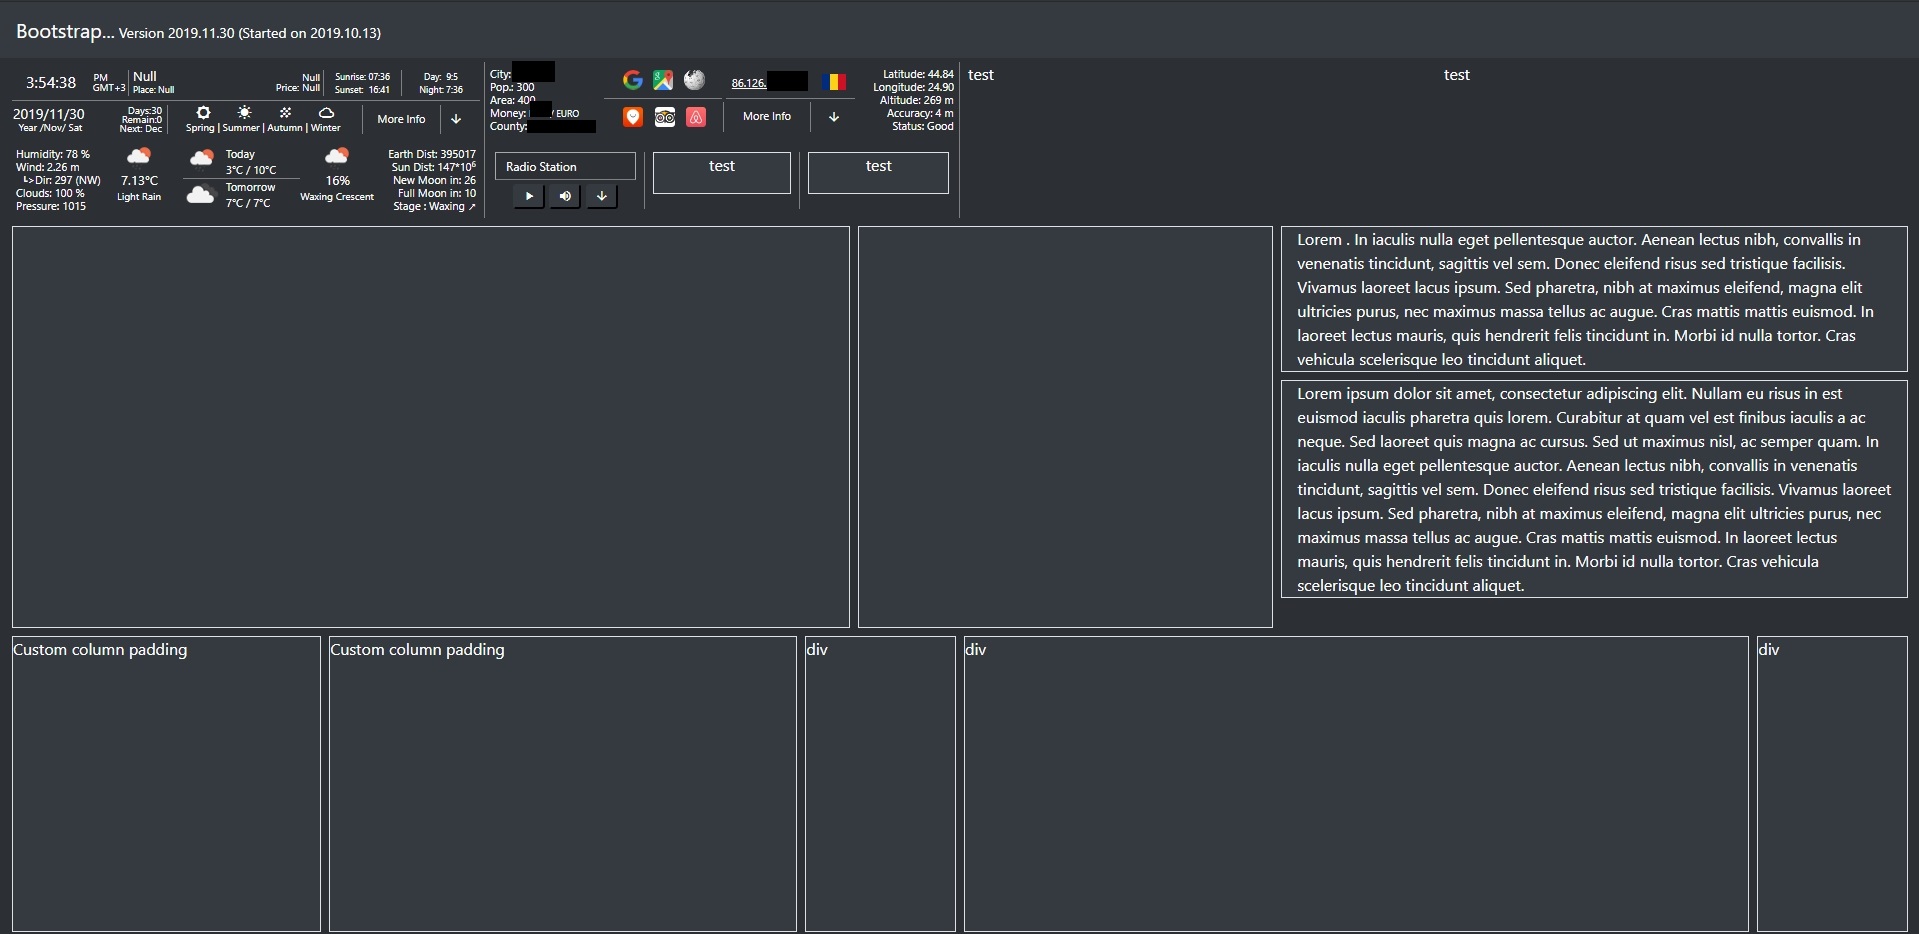 Bootstrap... Version 2019.11.30 (Started on 2019.10.13)
3:54:38 PM GMT+3
Null
Place: Null
Null
Price: Null
Sunrise: 07:36
Sunset: 16:41
Day: 9:5
Night: 7:36
2019/11/30
Year /Nov/ Sat
Days:30
Remain:0
Next: Dec
Spring | Summer | Autumn | Winter
More Info
Humidity: 78 %
Wind: 2.26 m
↳Dir: 297 (NW)
Clouds: 100 %
Pressure: 1015
7.13°C
Light Rain
Today
3°C / 10°C
Tomorrow
7°C / 7°C
16%
Waxing Crescent
Earth Dist: 395017
Sun Dist: 147*10⁶
New Moon in: 26
Full Moon in: 10
Stage : Waxing ↗
City:
Pop.: 300
Area: 400
Money: / EURO
County:
86.126.
More Info
Latitude: 44.84
Longitude: 24.90
Altitude: 269 m
Accuracy: 4 m
Status: Good
Radio Station
test
test
test
test
Lorem . In iaculis nulla eget pellentesque auctor. Aenean lectus nibh, convallis in
venenatis tincidunt, sagittis vel sem. Donec eleifend risus sed tristique facilisis.
Vivamus laoreet lacus ipsum. Sed pharetra, nibh at maximus eleifend, magna elit
ultricies purus, nec maximus massa tellus ac augue. Cras mattis mattis euismod. In
laoreet lectus mauris, quis hendrerit felis tincidunt in. Morbi id nulla tortor. Cras
vehicula scelerisque leo tincidunt aliquet.
Lorem ipsum dolor sit amet, consectetur adipiscing elit. Nullam eu risus in est
euismod iaculis pharetra quis lorem. Curabitur at quam vel est finibus iaculis a ac
neque. Sed laoreet quis magna ac cursus. Sed ut maximus nisl, ac semper quam. In
iaculis nulla eget pellentesque auctor. Aenean lectus nibh, convallis in venenatis
tincidunt, sagittis vel sem. Donec eleifend risus sed tristique facilisis. Vivamus laoreet
lacus ipsum. Sed pharetra, nibh at maximus eleifend, magna elit ultricies purus, nec
maximus massa tellus ac augue. Cras mattis mattis euismod. In laoreet lectus
mauris, quis hendrerit felis tincidunt in. Morbi id nulla tortor. Cras vehicula
scelerisque leo tincidunt aliquet.
Custom column padding
Custom column padding
div
div
div